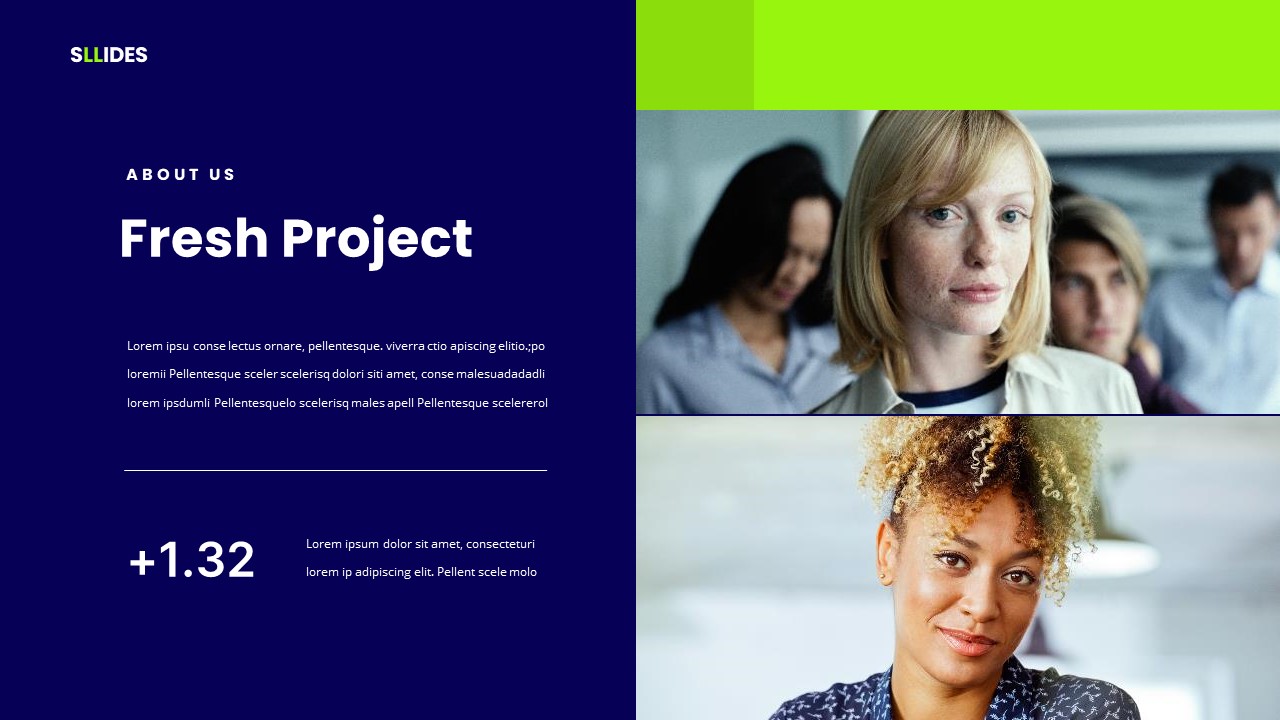 SLLIDES
ABOUT US
Fresh Project
Lorem ipsu conse lectus ornare, pellentesque. viverra ctio apiscing elitio.;po
loremii Pellentesque sceler scelerisq dolori siti amet, conse malesuadadadli
lorem ipsdumli Pellentesquelo scelerisq males apell Pellentesque scelererol
+1.32
Lorem ipsum dolor sit amet, consecteturi
lorem ip adipiscing elit. Pellent scele molo